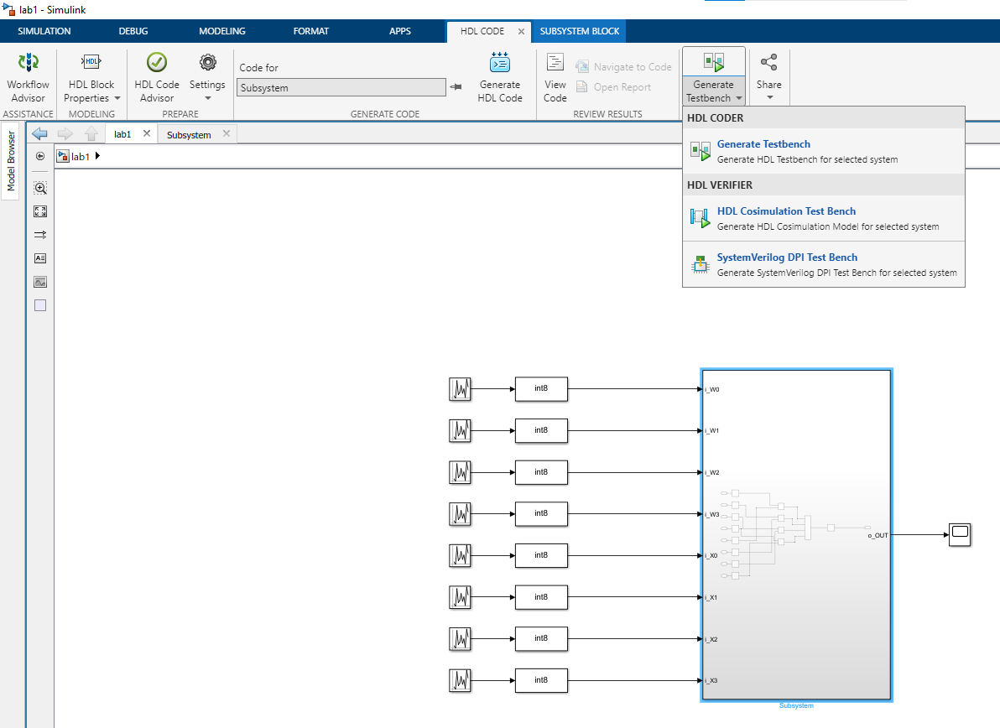 lab1 - Simulink
SIMULATION DEBUG MODELING FORMAT APPS HDL CODE SUBSYSTEM BLOCK
Workflow Advisor
ASSISTANCE
HDL
HDL Block Properties
MODELING
HDL Code Advisor
Settings
PREPARE
Code for
Subsystem
Generate HDL Code
GENERATE CODE
View Code
Navigate to Code
Open Report
REVIEW RESULTS
Generate Testbench
Share
HDL CODER
Generate Testbench
Generate HDL Testbench for selected system
HDL VERIFIER
HDL Cosimulation Test Bench
Generate HDL Cosimulation Model for selected system
SystemVerilog DPI Test Bench
Generate SystemVerilog DPI Test Bench for selected system
Model Browser
lab1 Subsystem
lab1
int8 i_W0
int8 i_W1
int8 i_W2
int8 i_W3
o_OUT
int8 i_X0
int8 i_X1
int8 i_X2
int8 i_X3
Subsystem